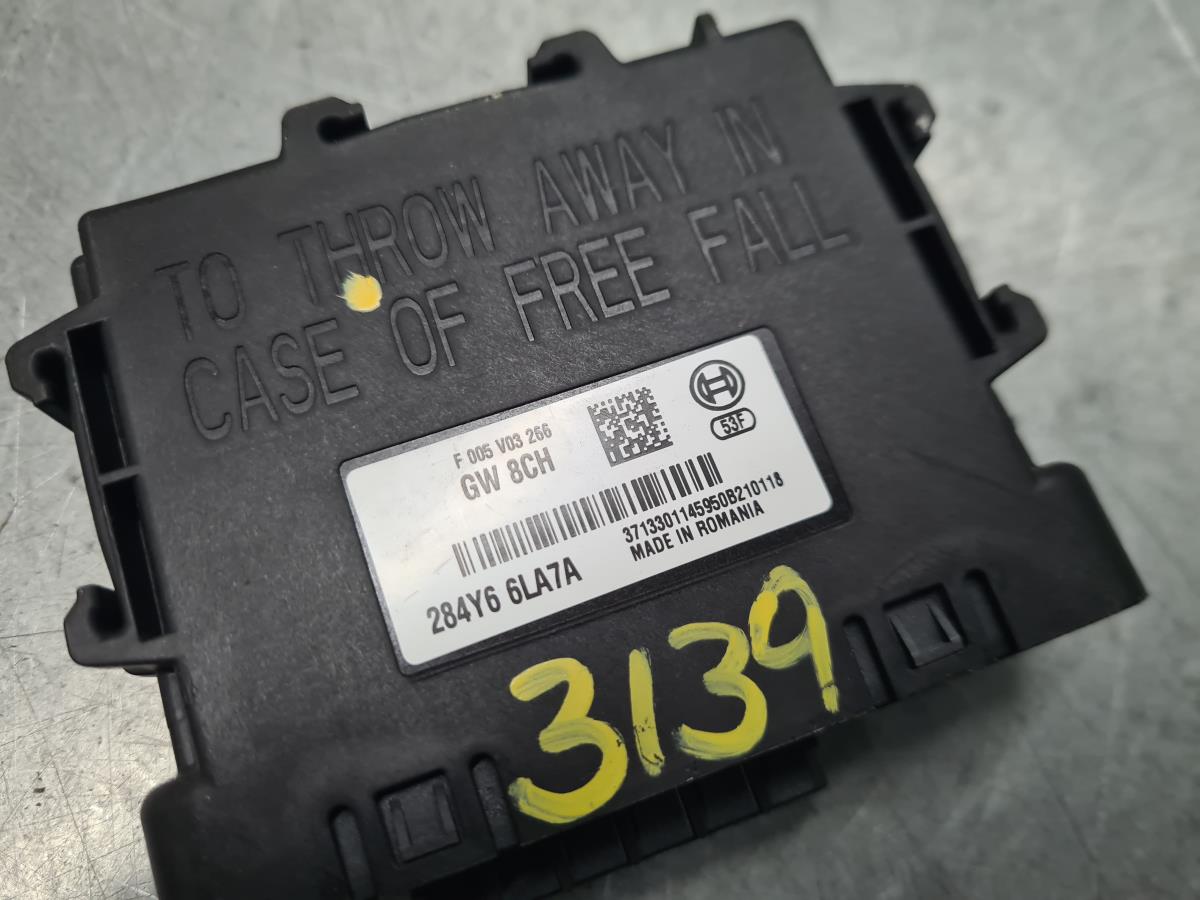 TO THROW AWAY IN
CASE OF FREE FALL
F 005 V03 266
GW 8CH
53F
3713301145950B210118
MADE IN ROMANIA
284Y6 6LA7A
3139